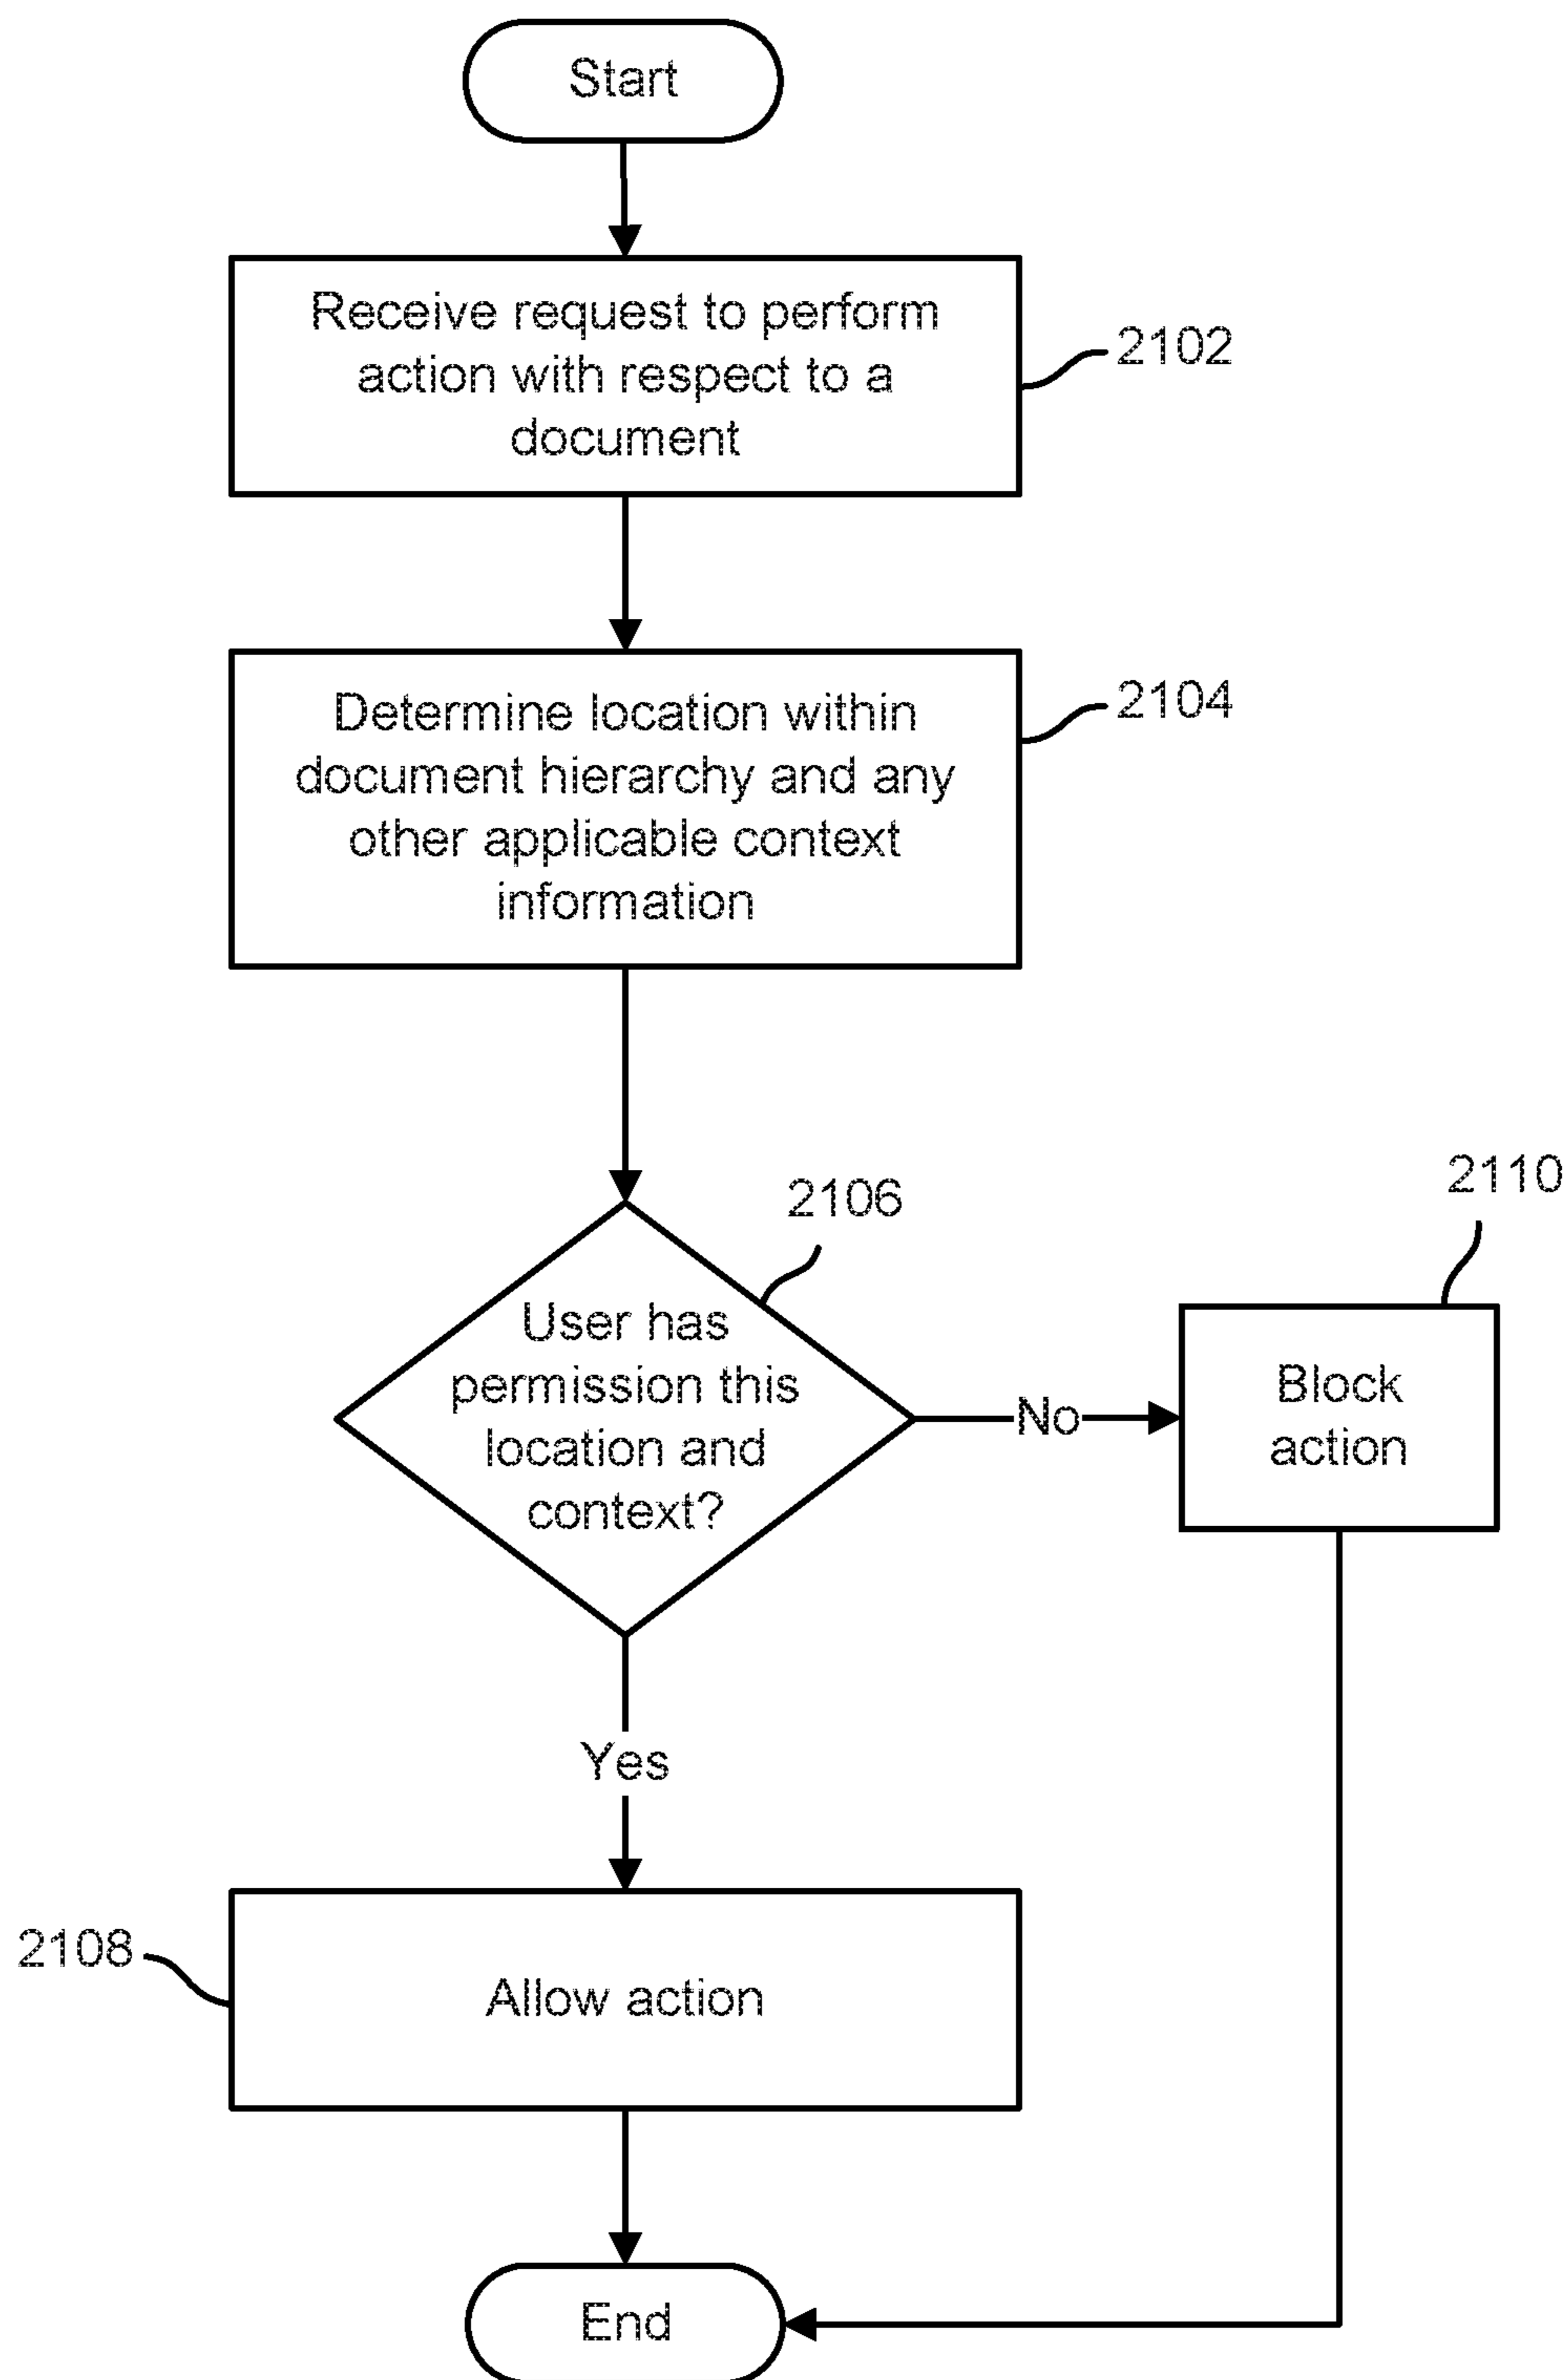 Start
Receive request to perform
action with respect to a
document
2102
Determine location within
document hierarchy and any
other applicable context
information
2104
2106
User has
permission this
location and
context?
No
2110
Block
action
Yes
2108
Allow action
End